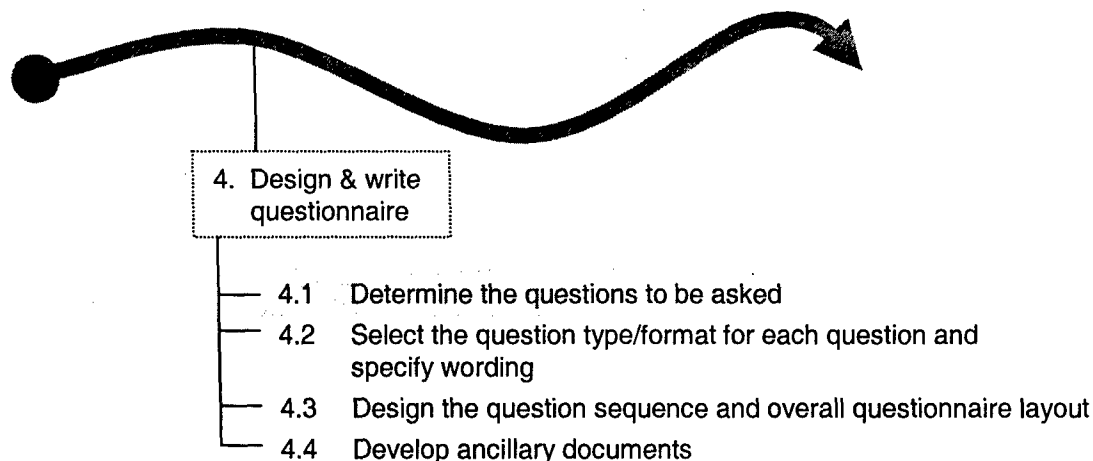 4. Design & write
questionnaire
4.1 Determine the questions to be asked
4.2 Select the question type/format for each question and
specify wording
4.3 Design the question sequence and overall questionnaire layout
4.4 Develop ancillary documents